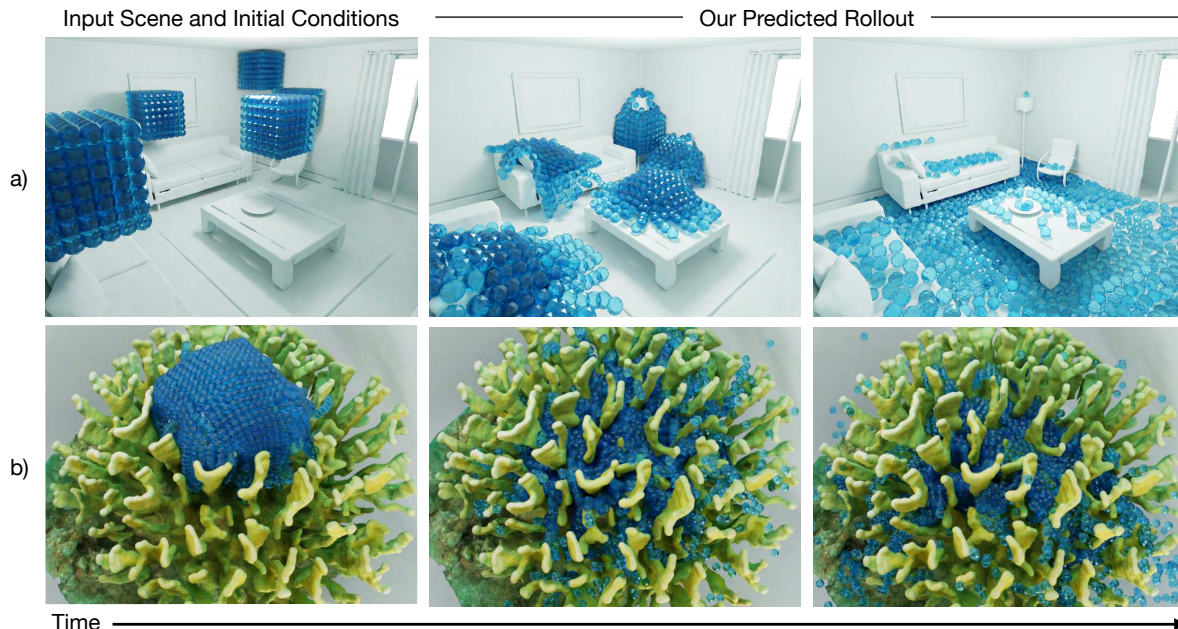 Input Scene and Initial Conditions
Our Predicted Rollout
a)
b)
Time